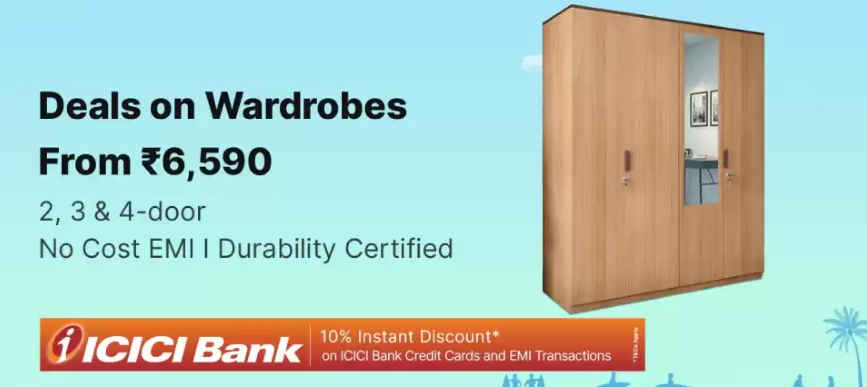 Deals on Wardrobes
From ₹6,590
2, 3 & 4-door
No Cost EMI I Durability Certified
ICICI Bank
10% Instant Discount*
on ICICI Bank Credit Cards and EMI Transactions
*T&Cs Apply